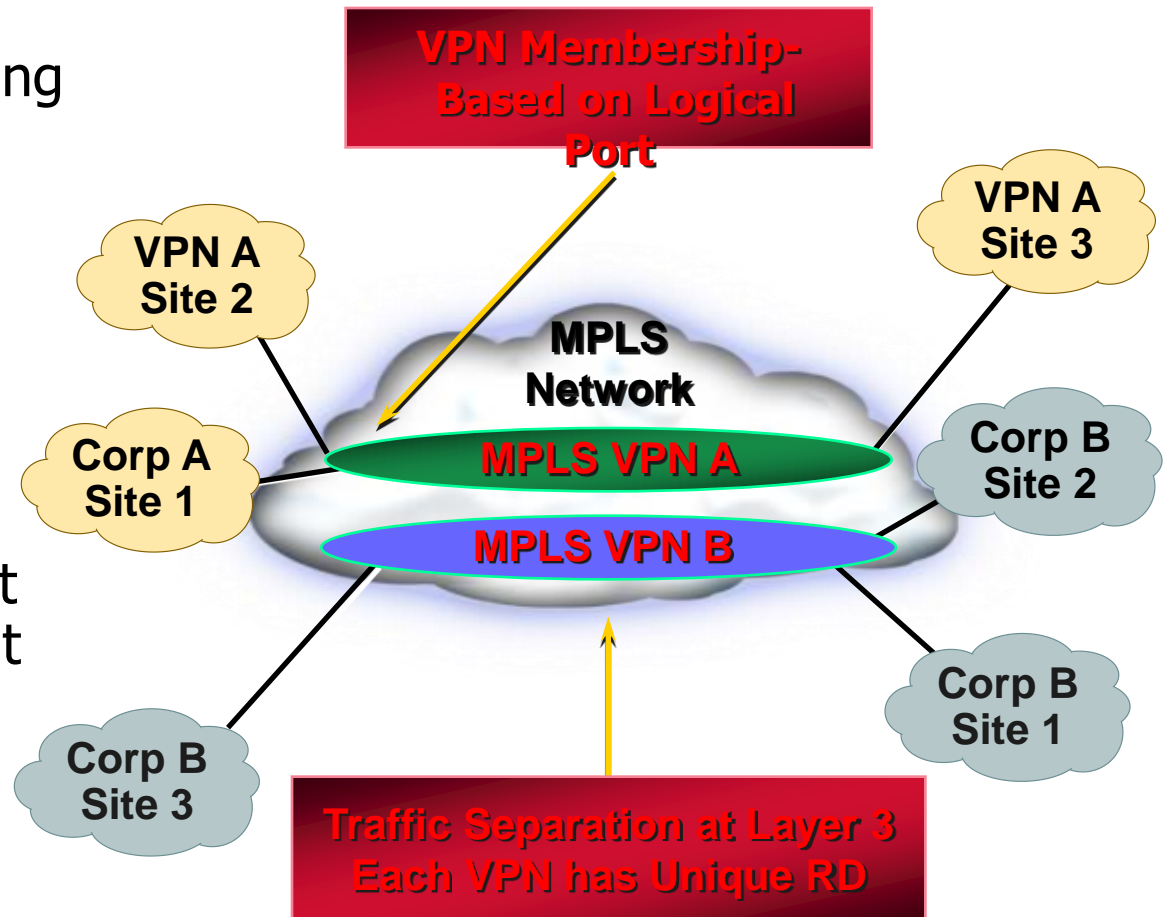 ng
VPN Membership-
Based on Logical
Port
VPN A
Site 3
VPN A
Site 2
MPLS
Network
Corp A
Site 1
MPLS VPN A
Corp B
Site 2
MPLS VPN B
t
t
Corp B
Site 1
Corp B
Site 3
Traffic Separation at Layer 3
Each VPN has Unique RD